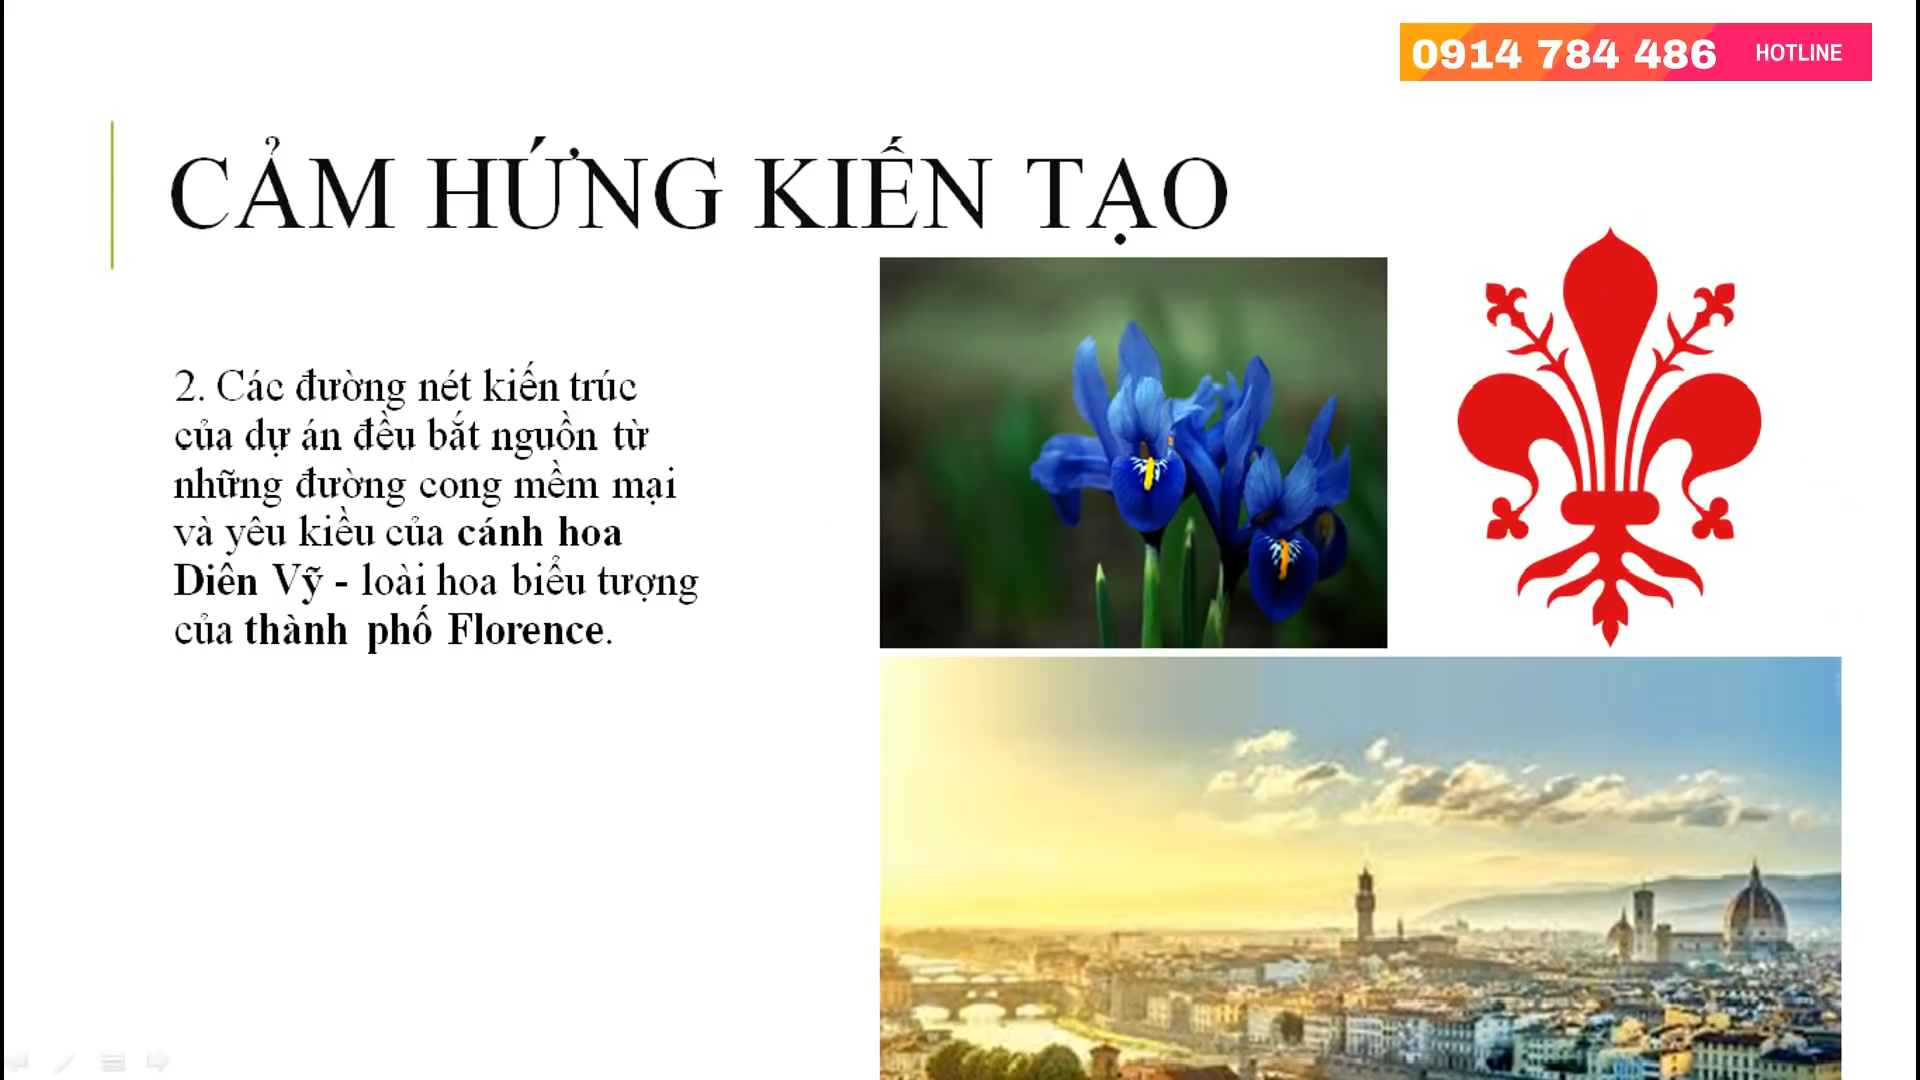 0914 784 486 HOTLINE
CẢM HỨNG KIẾN TẠO
2. Các đường nét kiến trúc
của dự án đều bắt nguồn từ
những đường cong mềm mại
và yêu kiều của cánh hoa
Diên Vỹ - loài hoa biểu tượng
của thành phố Florence.